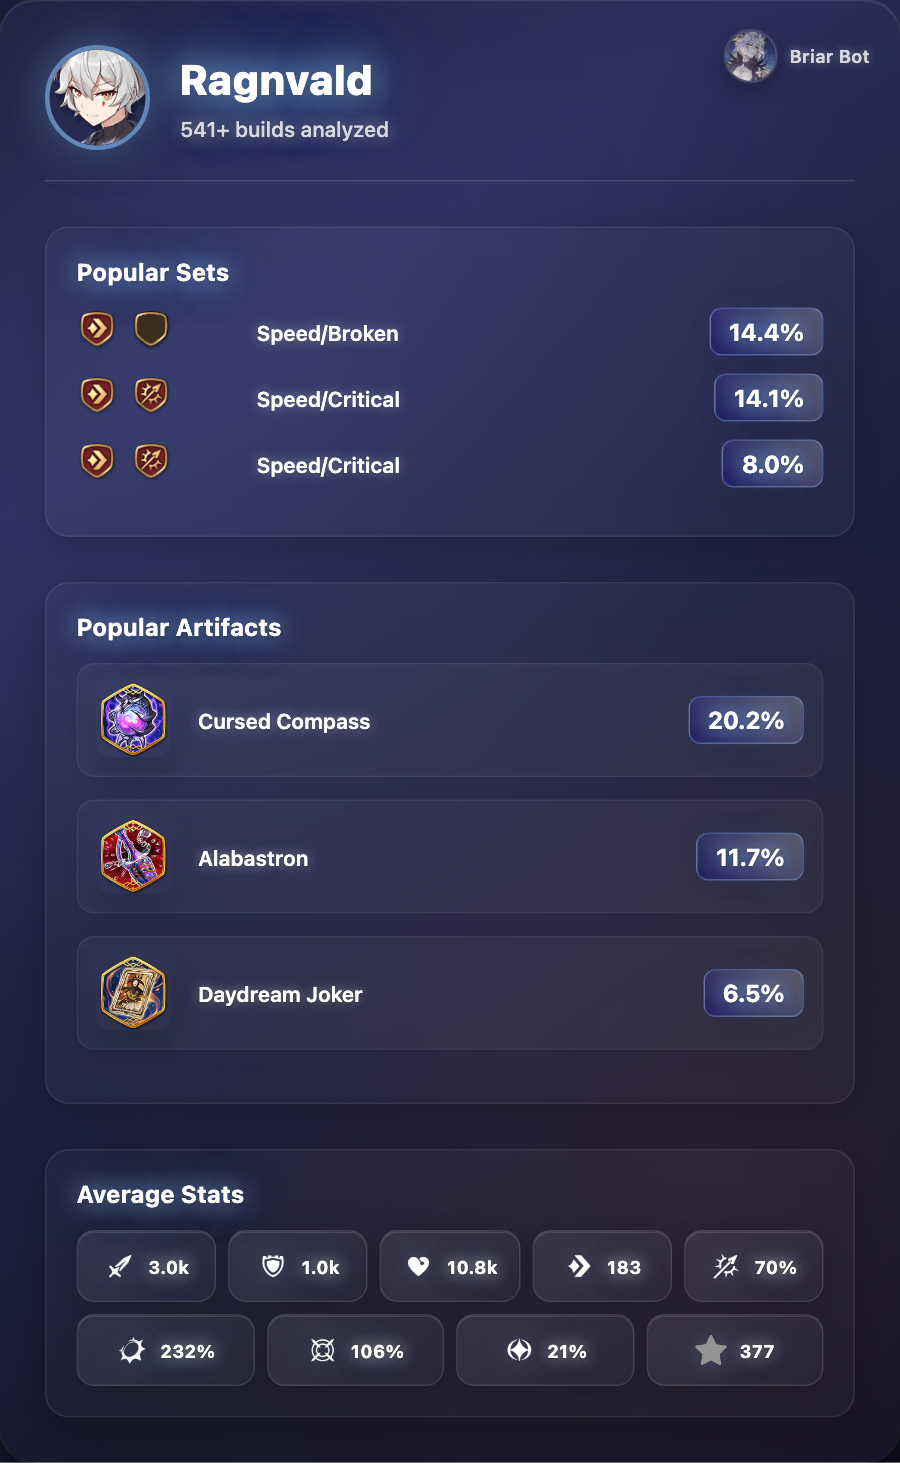 Ragnvald
541+ builds analyzed
Briar Bot
Popular Sets
Speed/Broken 14.4%
Speed/Critical 14.1%
Speed/Critical 8.0%
Popular Artifacts
Cursed Compass 20.2%
Alabastron 11.7%
Daydream Joker 6.5%
Average Stats
3.0k 1.0k 10.8k 183 70%
232% 106% 21% 377